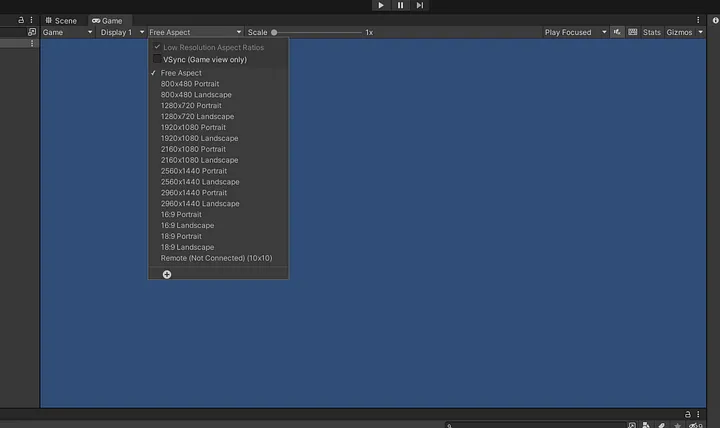 Scene Game
Game Display 1 Free Aspect Scale 1x Play Focused Stats Gizmos
Low Resolution Aspect Ratios
VSync (Game view only)
Free Aspect
800x480 Portrait
800x480 Landscape
1280x720 Portrait
1280x720 Landscape
1920x1080 Portrait
1920x1080 Landscape
2160x1080 Portrait
2160x1080 Landscape
2560x1440 Portrait
2560x1440 Landscape
2960x1440 Portrait
2960x1440 Landscape
16:9 Portrait
16:9 Landscape
18:9 Portrait
18:9 Landscape
Remote (Not Connected) (10x10)